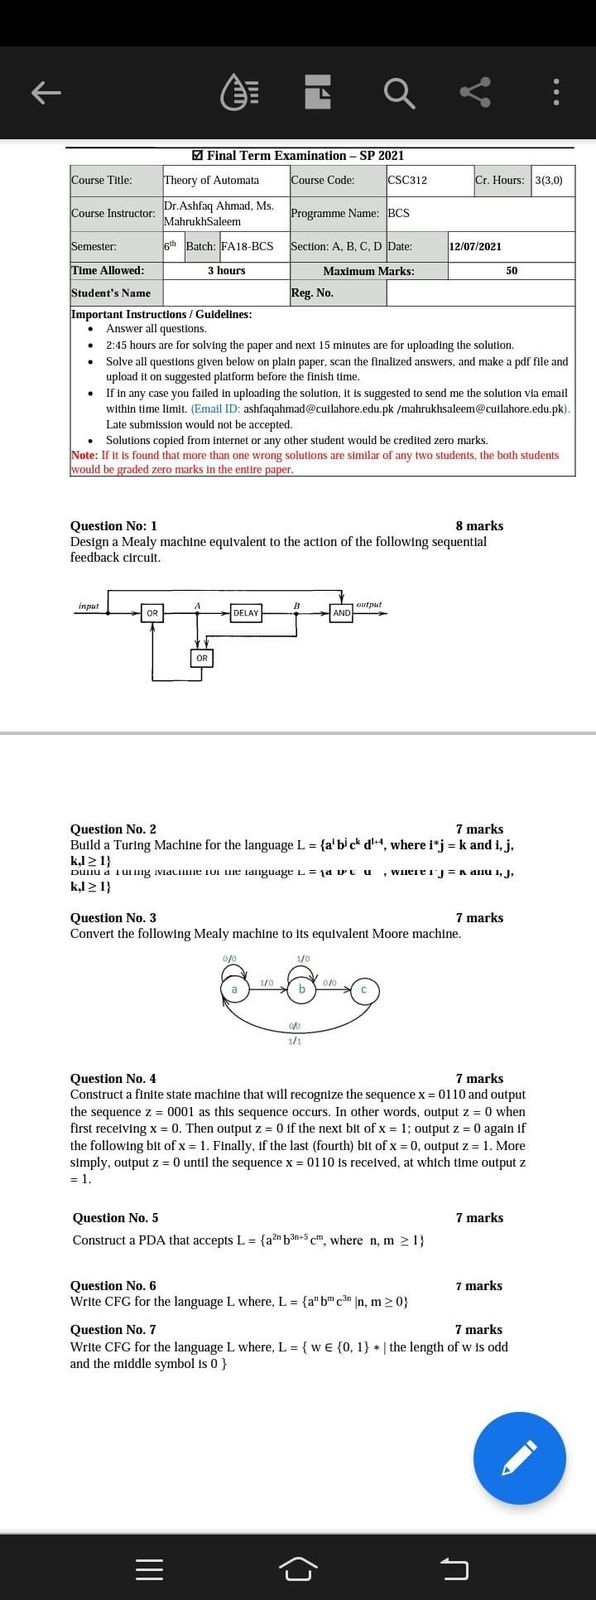 ☑ Final Term Examination – SP 2021
Course Title: Theory of Automata Course Code: CSC312 Cr. Hours: 3(3,0)
Course Instructor: Dr.Ashfaq Ahmad, Ms. MahrukhSaleem Programme Name: BCS
Semester: 6th Batch: FA18-BCS Section: A, B, C, D Date: 12/07/2021
Time Allowed: 3 hours Maximum Marks: 50
Student's Name Reg. No.
Important Instructions / Guidelines:
• Answer all questions.
• 2:45 hours are for solving the paper and next 15 minutes are for uploading the solution.
• Solve all questions given below on plain paper, scan the finalized answers, and make a pdf file and
upload it on suggested platform before the finish time.
• If in any case you failed in uploading the solution, it is suggested to send me the solution via email
within time limit. (Email ID: ashfaqahmad@cuilahore.edu.pk /mahrukhsaleem@cuilahore.edu.pk).
Late submission would not be accepted.
• Solutions copied from internet or any other student would be credited zero marks.
Note: If it is found that more than one wrong solutions are similar of any two students, the both students
would be graded zero marks in the entire paper.
Question No: 1 8 marks
Design a Mealy machine equivalent to the action of the following sequential
feedback circuit.
input OR A DELAY B AND output
OR
Question No. 2 7 marks
Build a Turing Machine for the language L = {aⁱ bʲ cᵏ dˡ⁺⁴, where i*j = k and i, j,
k,l ≥ 1}
k,l ≥ 1}
Question No. 3 7 marks
Convert the following Mealy machine to its equivalent Moore machine.
0/0 1/0
a 1/0 b 0/0 c
0/0
1/1
Question No. 4 7 marks
Construct a finite state machine that will recognize the sequence x = 0110 and output
the sequence z = 0001 as this sequence occurs. In other words, output z = 0 when
first receiving x = 0. Then output z = 0 if the next bit of x = 1; output z = 0 again if
the following bit of x = 1. Finally, if the last (fourth) bit of x = 0, output z = 1. More
simply, output z = 0 until the sequence x = 0110 is received, at which time output z
= 1.
Question No. 5 7 marks
Construct a PDA that accepts L = {a²ⁿ b³ⁿ⁺⁵ cᵐ, where n, m ≥ 1}
Question No. 6 7 marks
Write CFG for the language L where, L = {aⁿ bᵐ c³ⁿ |n, m ≥ 0}
Question No. 7 7 marks
Write CFG for the language L where, L = { w ∈ {0, 1} * | the length of w is odd
and the middle symbol is 0 }